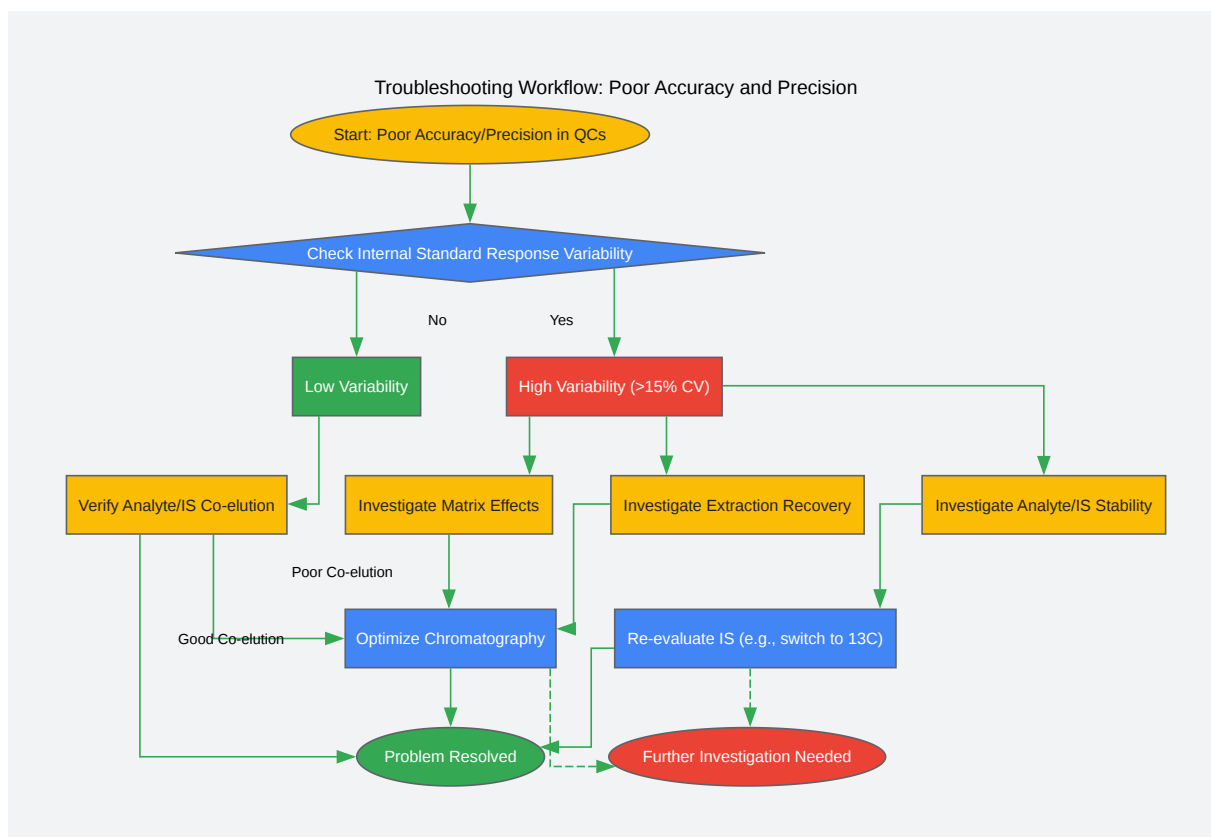 Troubleshooting Workflow: Poor Accuracy and Precision
Start: Poor Accuracy/Precision in QCs
Check Internal Standard Response Variability
No
Yes
Low Variability
High Variability (>15% CV)
Verify Analyte/IS Co-elution
Investigate Matrix Effects
Investigate Extraction Recovery
Investigate Analyte/IS Stability
Poor Co-elution
Good Co-elution
Optimize Chromatography
Re-evaluate IS (e.g., switch to 13C)
Problem Resolved
Further Investigation Needed